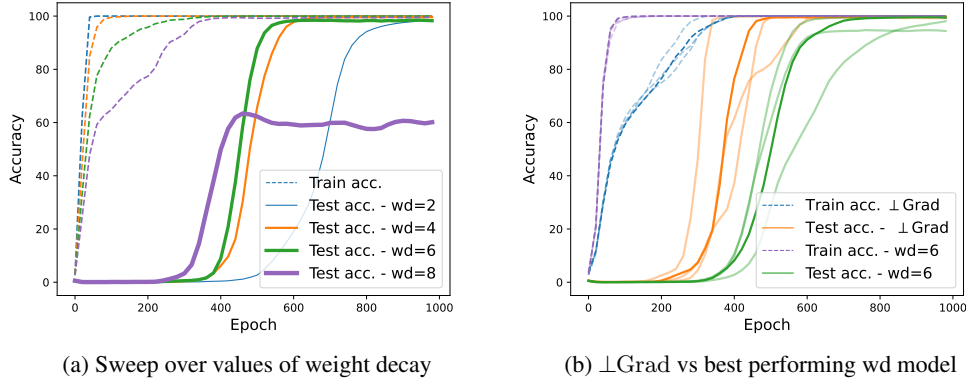 100
80
60
40
20
0
Accuracy
Train acc.
Test acc. - wd=2
Test acc. - wd=4
Test acc. - wd=6
Test acc. - wd=8
0 200 400 600 800 1000
Epoch
(a) Sweep over values of weight decay
100
80
60
40
20
0
Accuracy
Train acc. ⊥Grad
Test acc. - ⊥Grad
Train acc. - wd=6
Test acc. - wd=6
0 200 400 600 800 1000
Epoch
(b) ⊥Grad vs best performing wd model